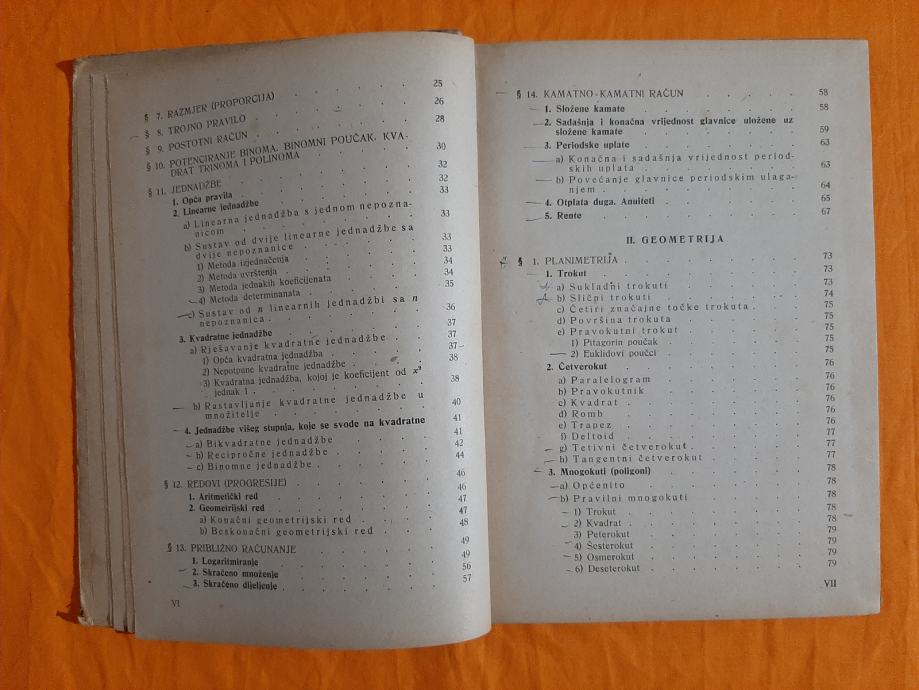 § 7. RAZMJER (PROPORCIJA) . . . . . . 25
§ 8. TROJNO PRAVILO . . . . . . 26
§ 9. POSTOTNI RAČUN . . . . . . 28
§ 10. POTENCIRANJE BINOMA, BINOMNI POUČAK, KVA-
DRAT TRINOMA I POLINOMA . . . . . . 30
§ 11. JEDNADŽBE . . . . . . 32
1. Opća pravila . . . . . . 32
2. Linearne jednadžbe . . . . . . 33
a) Linearna jednadžba s jednom nepozna-
nicom . . . . . . 33
b) Sustav od dvije linearne jednadžbe sa
dvije nepoznanice . . . . . . 33
1) Metoda izjednačenja . . . . . . 33
2) Metoda uvrštenja . . . . . . 34
3) Metoda jednakih koeficijenata . . . . . . 34
4) Metoda determinanata . . . . . . 35
c) Sustav od n linearnih jednadžbi sa n
nepoznanica . . . . . . 36
3. Kvadratne jednadžbe . . . . . . 37
a) Rješavanje kvadratne jednadžbe . . . . . . 37
1) Opća kvadratna jednadžba . . . . . . 37
2) Nepotpune kvadratne jednadžbe . . . . . . 38
3) Kvadratna jednadžba, kojoj je koeficijent od x²
jednak 1 . . . . . . 38
b) Rastavljanje kvadratne jednadžbe u
množitelje . . . . . . 40
4. Jednadžbe višeg stupnja, koje se svode na kvadratne 41
a) Bikvadratne jednadžbe . . . . . . 41
b) Recipročne jednadžbe . . . . . . 42
c) Binomne jednadžbe . . . . . . 44
§ 12. REDOVI (PROGRESIJE) . . . . . . 46
1. Aritmetički red . . . . . . 46
2. Geometrijski red . . . . . . 47
a) Konačni geometrijski red . . . . . . 47
b) Beskonačni geometrijski red . . . . . . 48
§ 13. PRIBLIŽNO RAČUNANJE . . . . . . 49
1. Logaritmiranje . . . . . . 49
2. Skraćeno množenje . . . . . . 56
3. Skraćeno dijeljenje . . . . . . 57
VI
§ 14. KAMATNO-KAMATNI RAČUN . . . . . . 58
1. Složene kamate . . . . . . 58
2. Sadašnja i konačna vrijednost glavnice uložene uz
složene kamate . . . . . . 59
3. Periodske uplate . . . . . . 63
a) Konačna i sadašnja vrijednost period-
skih uplata . . . . . . 63
b) Povećanje glavnice periodskim ulaga-
njem . . . . . . 64
4. Otplata duga. Anuiteti . . . . . . 65
5. Rente . . . . . . 67
II. GEOMETRIJA
§ 1. PLANIMETRIJA . . . . . . 73
1. Trokut . . . . . . 73
a) Sukladni trokuti . . . . . . 73
b) Slični trokuti . . . . . . 74
c) Četiri značajne točke trokuta . . . . . . 75
d) Površina trokuta . . . . . . 75
e) Pravokutni trokut . . . . . . 75
1) Pitagorin poučak . . . . . . 75
2) Euklidovi poučci . . . . . . 75
2. Četverokut . . . . . . 76
a) Paralelogram . . . . . . 76
b) Pravokutnik . . . . . . 76
c) Kvadrat . . . . . . 76
d) Romb . . . . . . 76
e) Trapez . . . . . . 76
f) Deltoid . . . . . . 77
g) Tetivni četverokut . . . . . . 77
h) Tangentni četverokut . . . . . . 77
3. Mnogokuti (poligoni) . . . . . . 78
a) Općenito . . . . . . 78
b) Pravilni mnogokuti . . . . . . 78
1) Trokut . . . . . . 78
2) Kvadrat . . . . . . 78
3) Peterokut . . . . . . 79
4) Šesterokut . . . . . . 79
5) Osmerokut . . . . . . 79
6) Deseterokut . . . . . . 79
VII